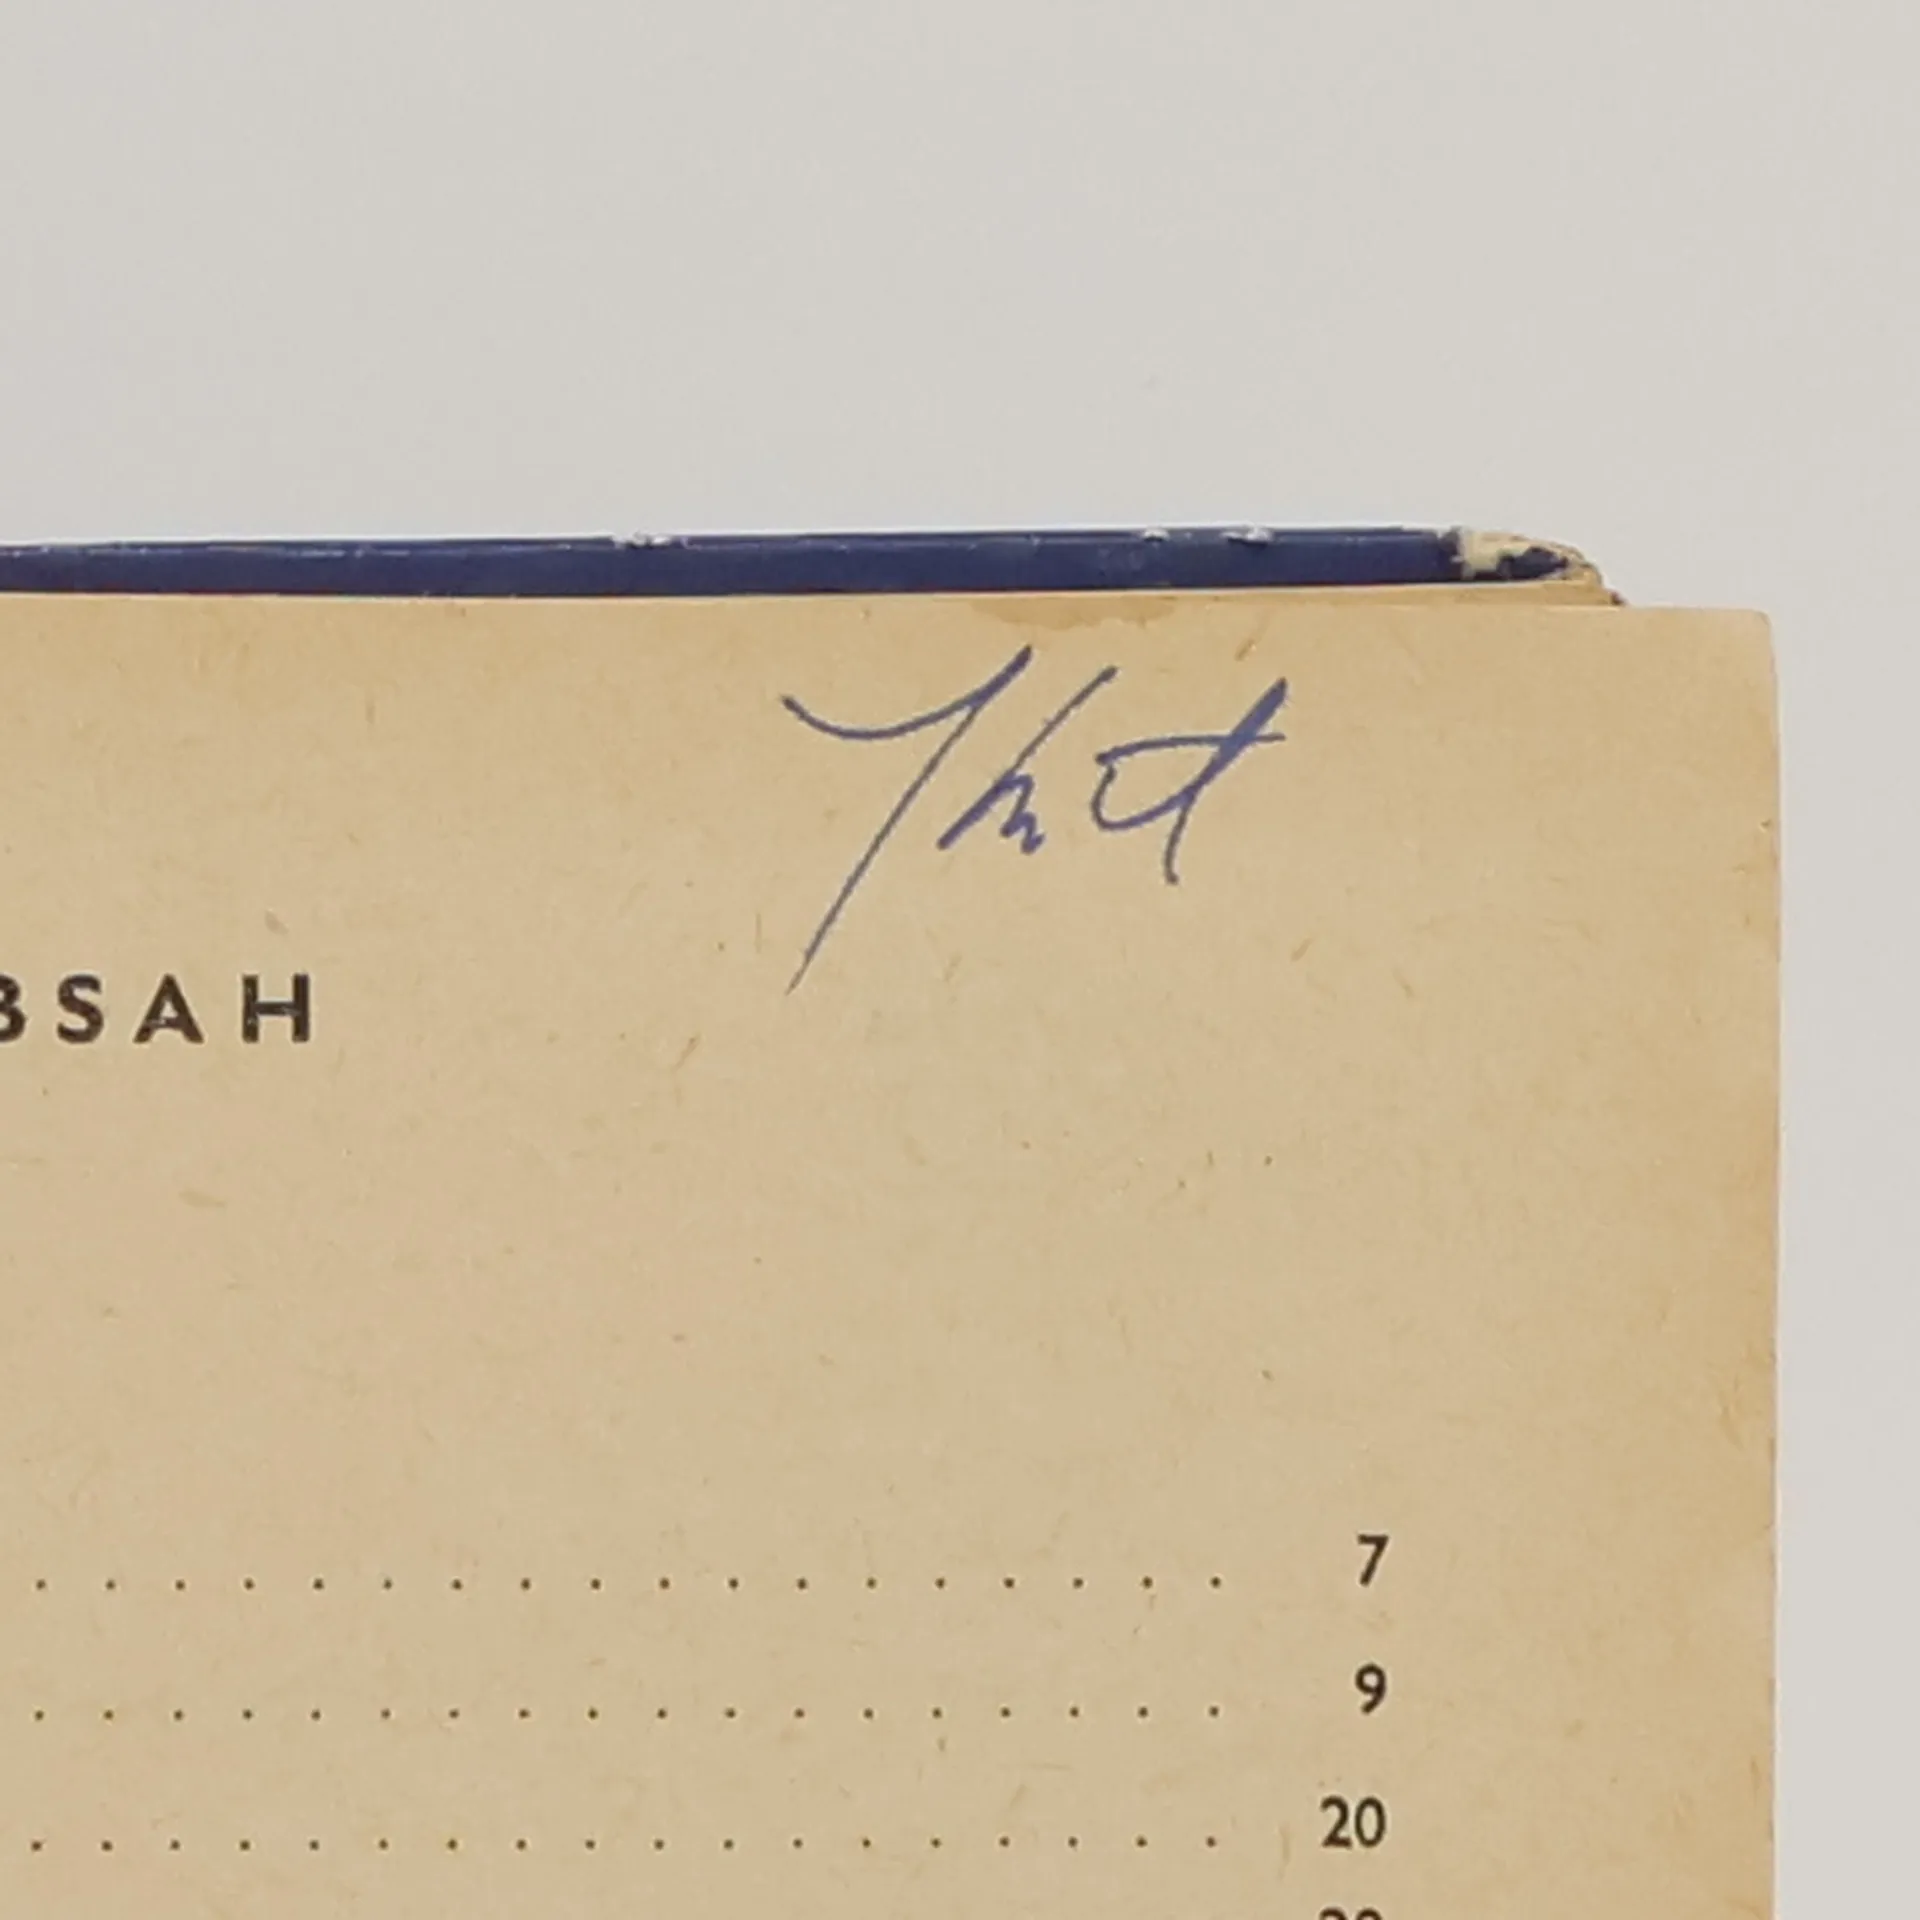 BSAH
. . . . . . . . . . . . . . . . . . 7
. . . . . . . . . . . . . . . . . . 9
. . . . . . . . . . . . . . . . . . 20